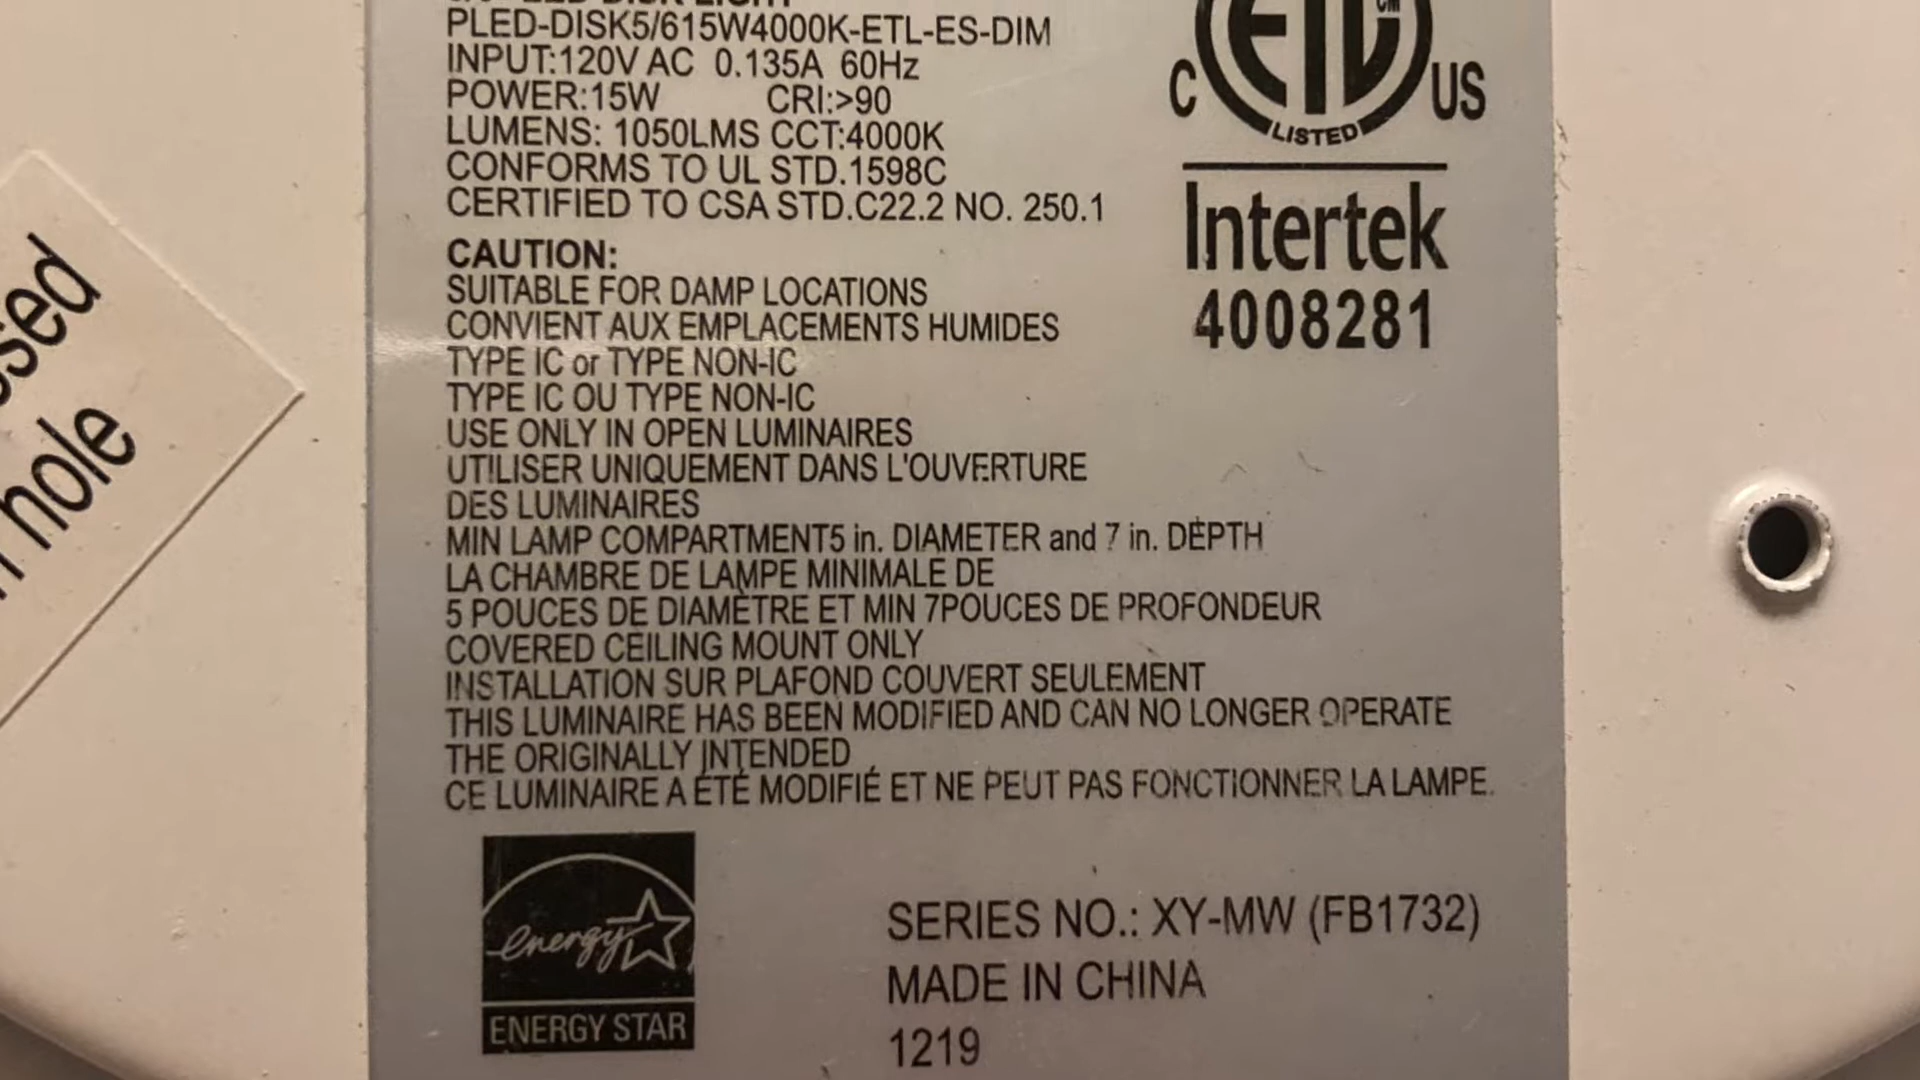 PLED-DISK5/615W4000K-ETL-ES-DIM
INPUT:120V AC 0.135A 60Hz
POWER:15W CRI:>90
LUMENS: 1050LMS CCT:4000K
CONFORMS TO UL STD.1598C
CERTIFIED TO CSA STD.C22.2 NO. 250.1
CAUTION:
SUITABLE FOR DAMP LOCATIONS
CONVIENT AUX EMPLACEMENTS HUMIDES
TYPE IC or TYPE NON-IC
TYPE IC OU TYPE NON-IC
USE ONLY IN OPEN LUMINAIRES
UTILISER UNIQUEMENT DANS L'OUVERTURE
DES LUMINAIRES
MIN LAMP COMPARTMENT5 in. DIAMETER and 7 in. DEPTH
LA CHAMBRE DE LAMPE MINIMALE DE
5 POUCES DE DIAMÈTRE ET MIN 7POUCES DE PROFONDEUR
COVERED CEILING MOUNT ONLY
INSTALLATION SUR PLAFOND COUVERT SEULEMENT
THIS LUMINAIRE HAS BEEN MODIFIED AND CAN NO LONGER OPERATE
THE ORIGINALLY INTENDED
CE LUMINAIRE A ÉTÉ MODIFIÉ ET NE PEUT PAS FONCTIONNER LA LAMPE.
C ETL CM US
LISTED
Intertek
4008281
energy
ENERGY STAR
SERIES NO.: XY-MW (FB1732)
MADE IN CHINA
1219
hole